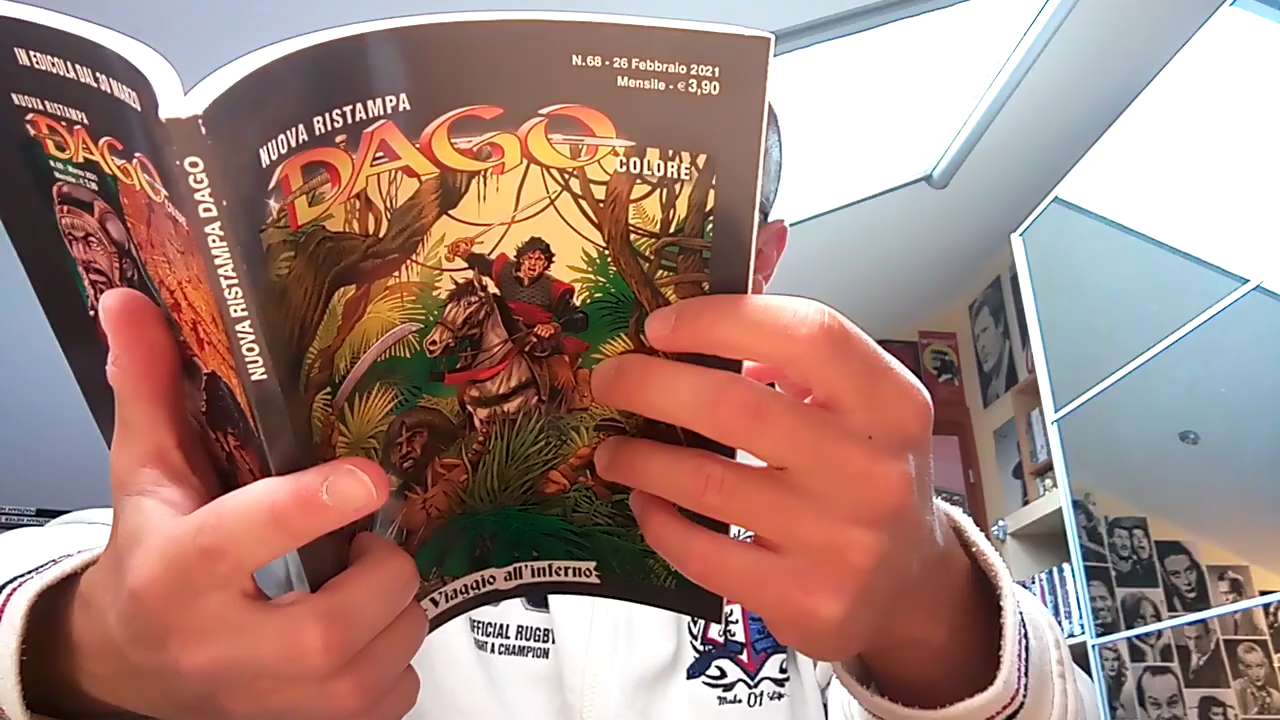 IN EDICOLA DAL 30 MARZO
NUOVA RISTAMPA
DAGO
NUOVA RISTAMPA DAGO
N.68 - 26 Febbraio 2021
Mensile - € 3,90
NUOVA RISTAMPA
DAGO
COLORE
Viaggio all'inferno
OFFICIAL RUGBY
A CHAMPION
01